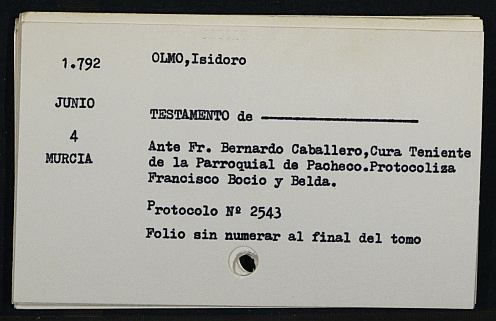 1.792
OLMO,Isidoro
JUNIO
TESTAMENTO de
4
MURCIA
Ante Fr. Bernardo Caballero,Cura Teniente
de la Parroquial de Pacheco.Protocoliza
Francisco Bocio y Belda.
Protocolo Nº 2543
Folio sin numerar al final del tomo